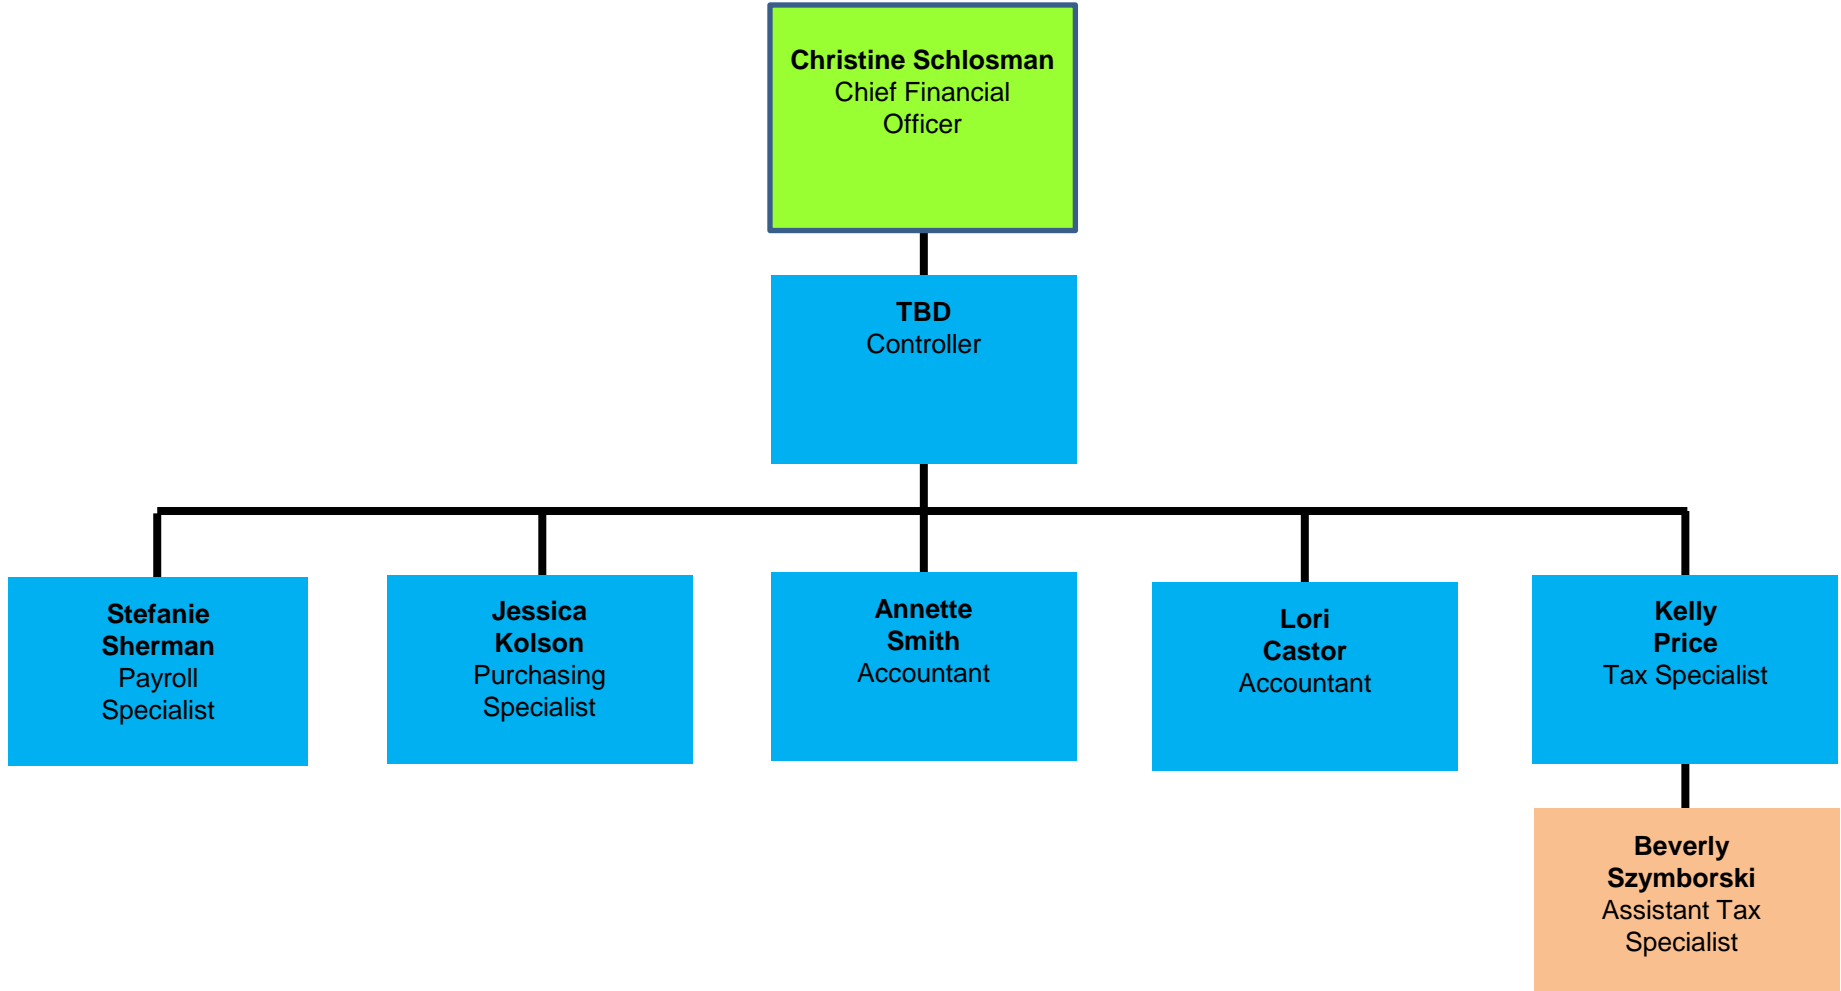 Christine Schlosman
Chief Financial
Officer
TBD
Controller
Stefanie
Sherman
Payroll
Specialist
Jessica
Kolson
Purchasing
Specialist
Annette
Smith
Accountant
Lori
Castor
Accountant
Kelly
Price
Tax Specialist
Beverly
Szymborski
Assistant Tax
Specialist